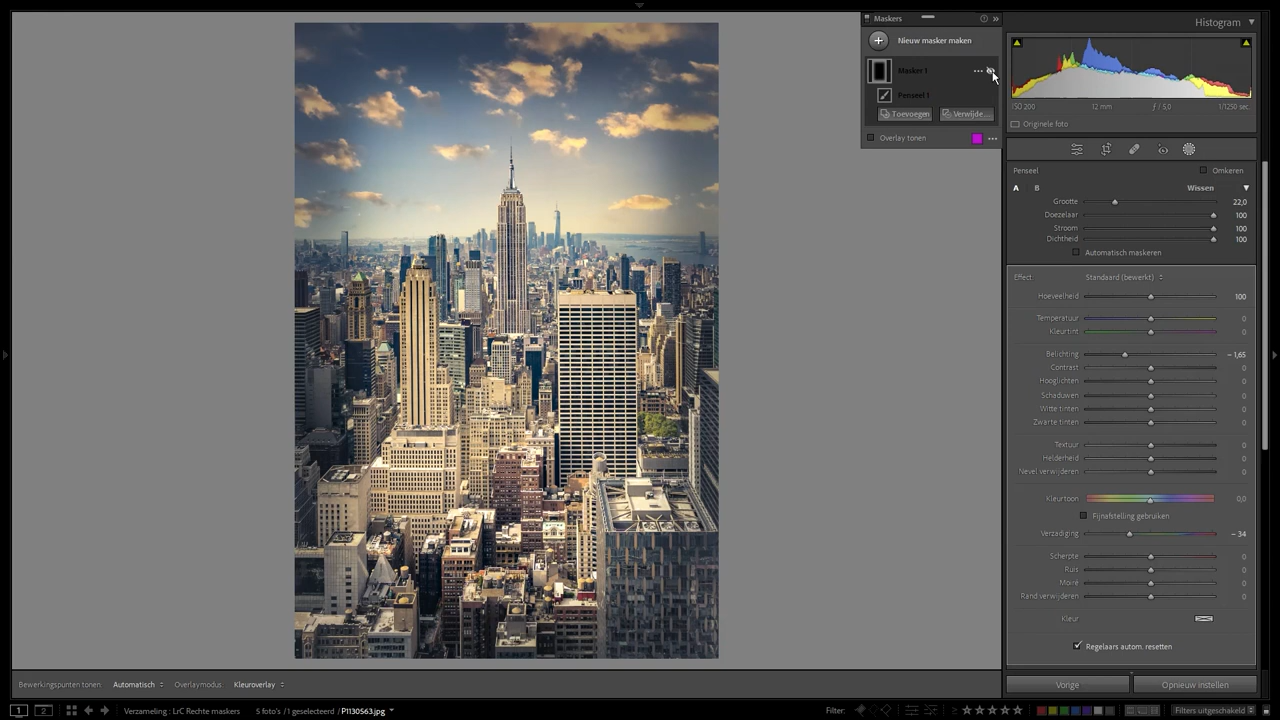 Maskers
Histogram
Nieuw masker maken
Masker 1
Penseel 1
Toevoegen
Verwijde...
Overlay tonen
ISO 200 12 mm ƒ / 5,0 1/1250 sec.
Originele foto
Penseel Omkeren
A B Wissen
Grootte 22,0
Doezelaar 100
Stroom 100
Dichtheid 100
Automatisch maskeren
Effect: Standaard (bewerkt)
Hoeveelheid 100
Temperatuur 0
Kleurtint 0
Belichting – 1,65
Contrast 0
Hooglichten 0
Schaduwen 0
Witte tinten 0
Zwarte tinten 0
Textuur 0
Helderheid 0
Nevel verwijderen 0
Kleurtoon 0,0
Fijnafstelling gebruiken
Verzadiging – 34
Scherpte 0
Ruis 0
Moiré 0
Rand verwijderen 0
Kleur
Regelaars autom. resetten
Vorige
Opnieuw instellen
Bewerkingspunten tonen: Automatisch Overlaymodus: Kleuroverlay
1 2 Verzameling : LrC Rechte maskers 5 foto's /1 geselecteerd /P1130563.jpg Filter: Filters uitgeschakeld